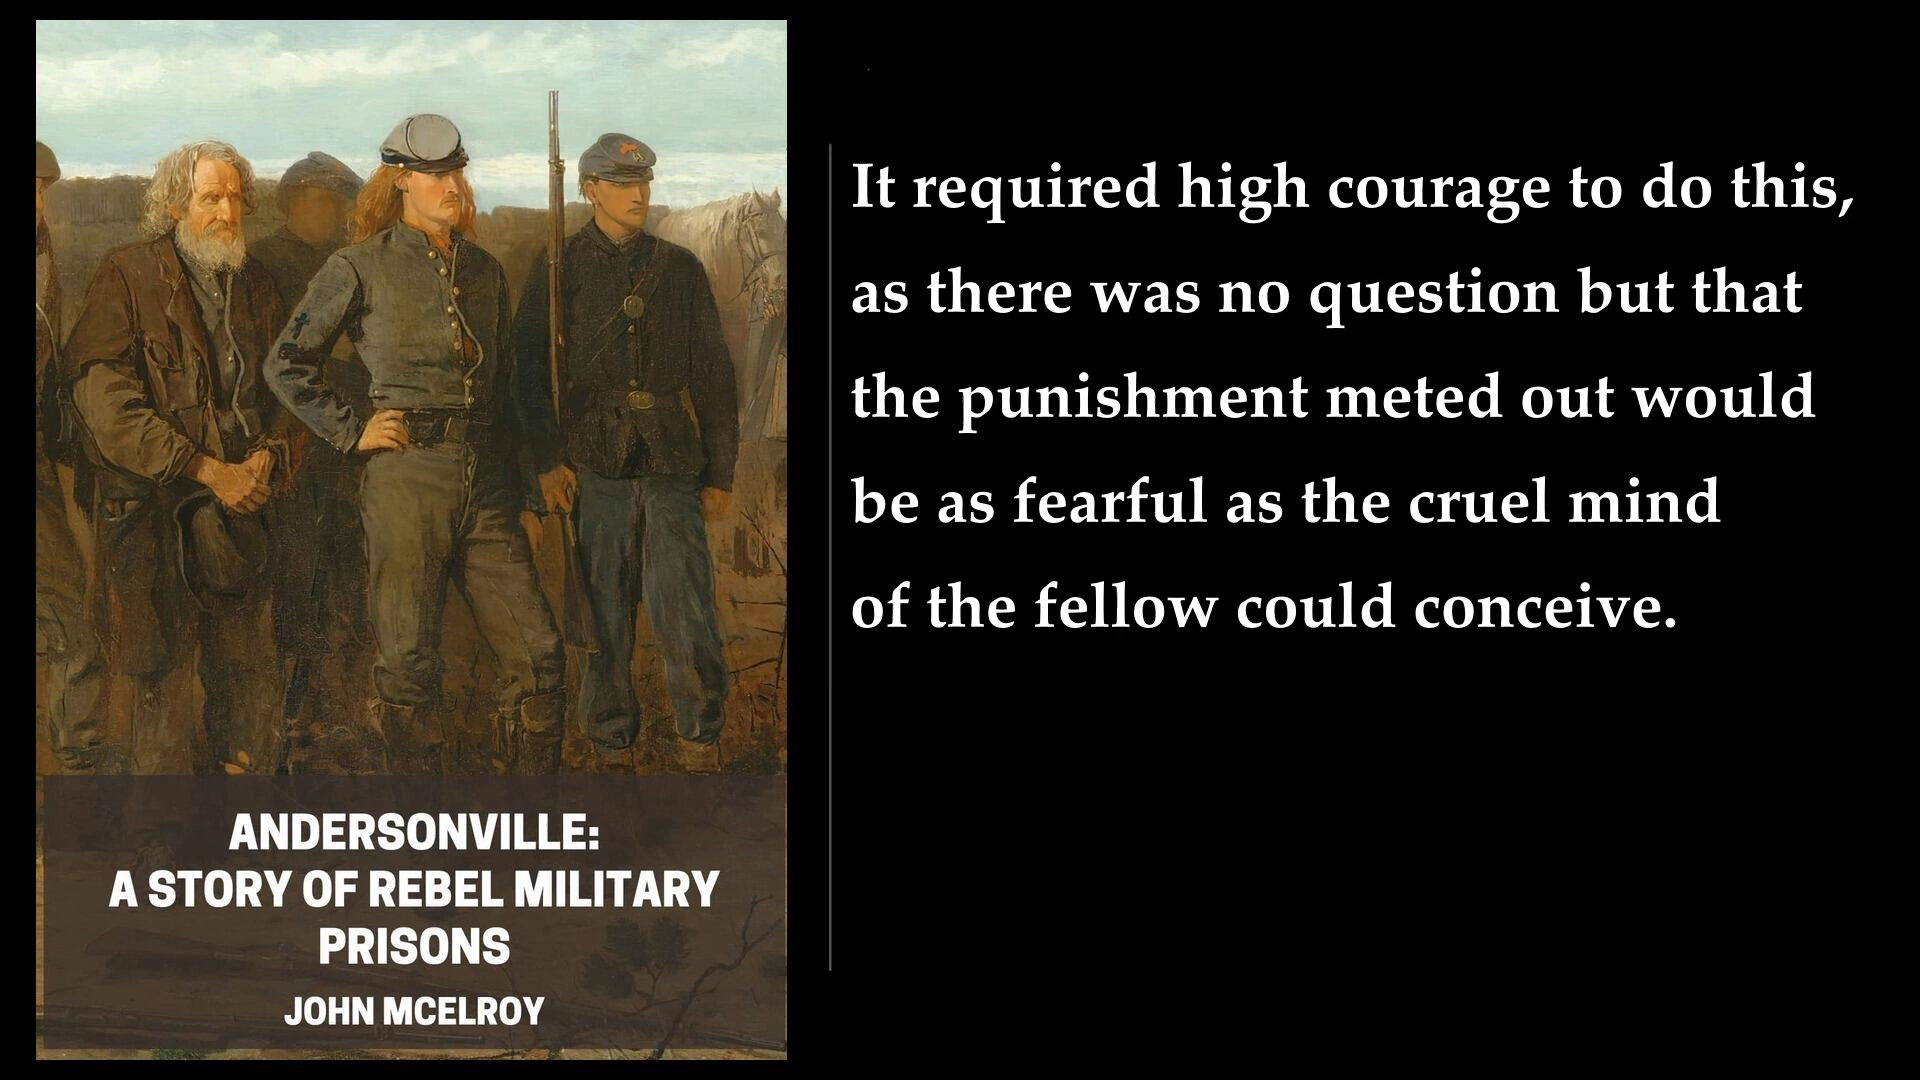 It required high courage to do this,
as there was no question but that
the punishment meted out would
be as fearful as the cruel mind
of the fellow could conceive.
ANDERSONVILLE:
A STORY OF REBEL MILITARY
PRISONS
JOHN MCELROY